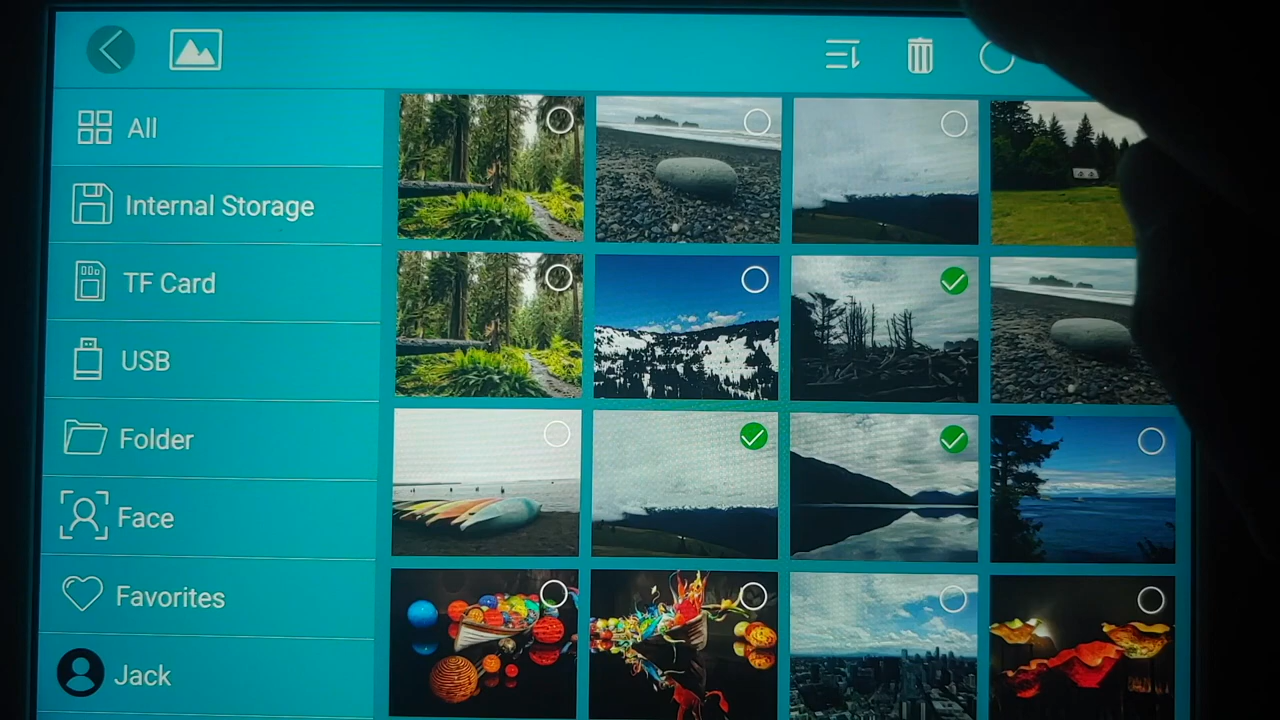 All
Internal Storage
TF Card
USB
Folder
Face
Favorites
Jack